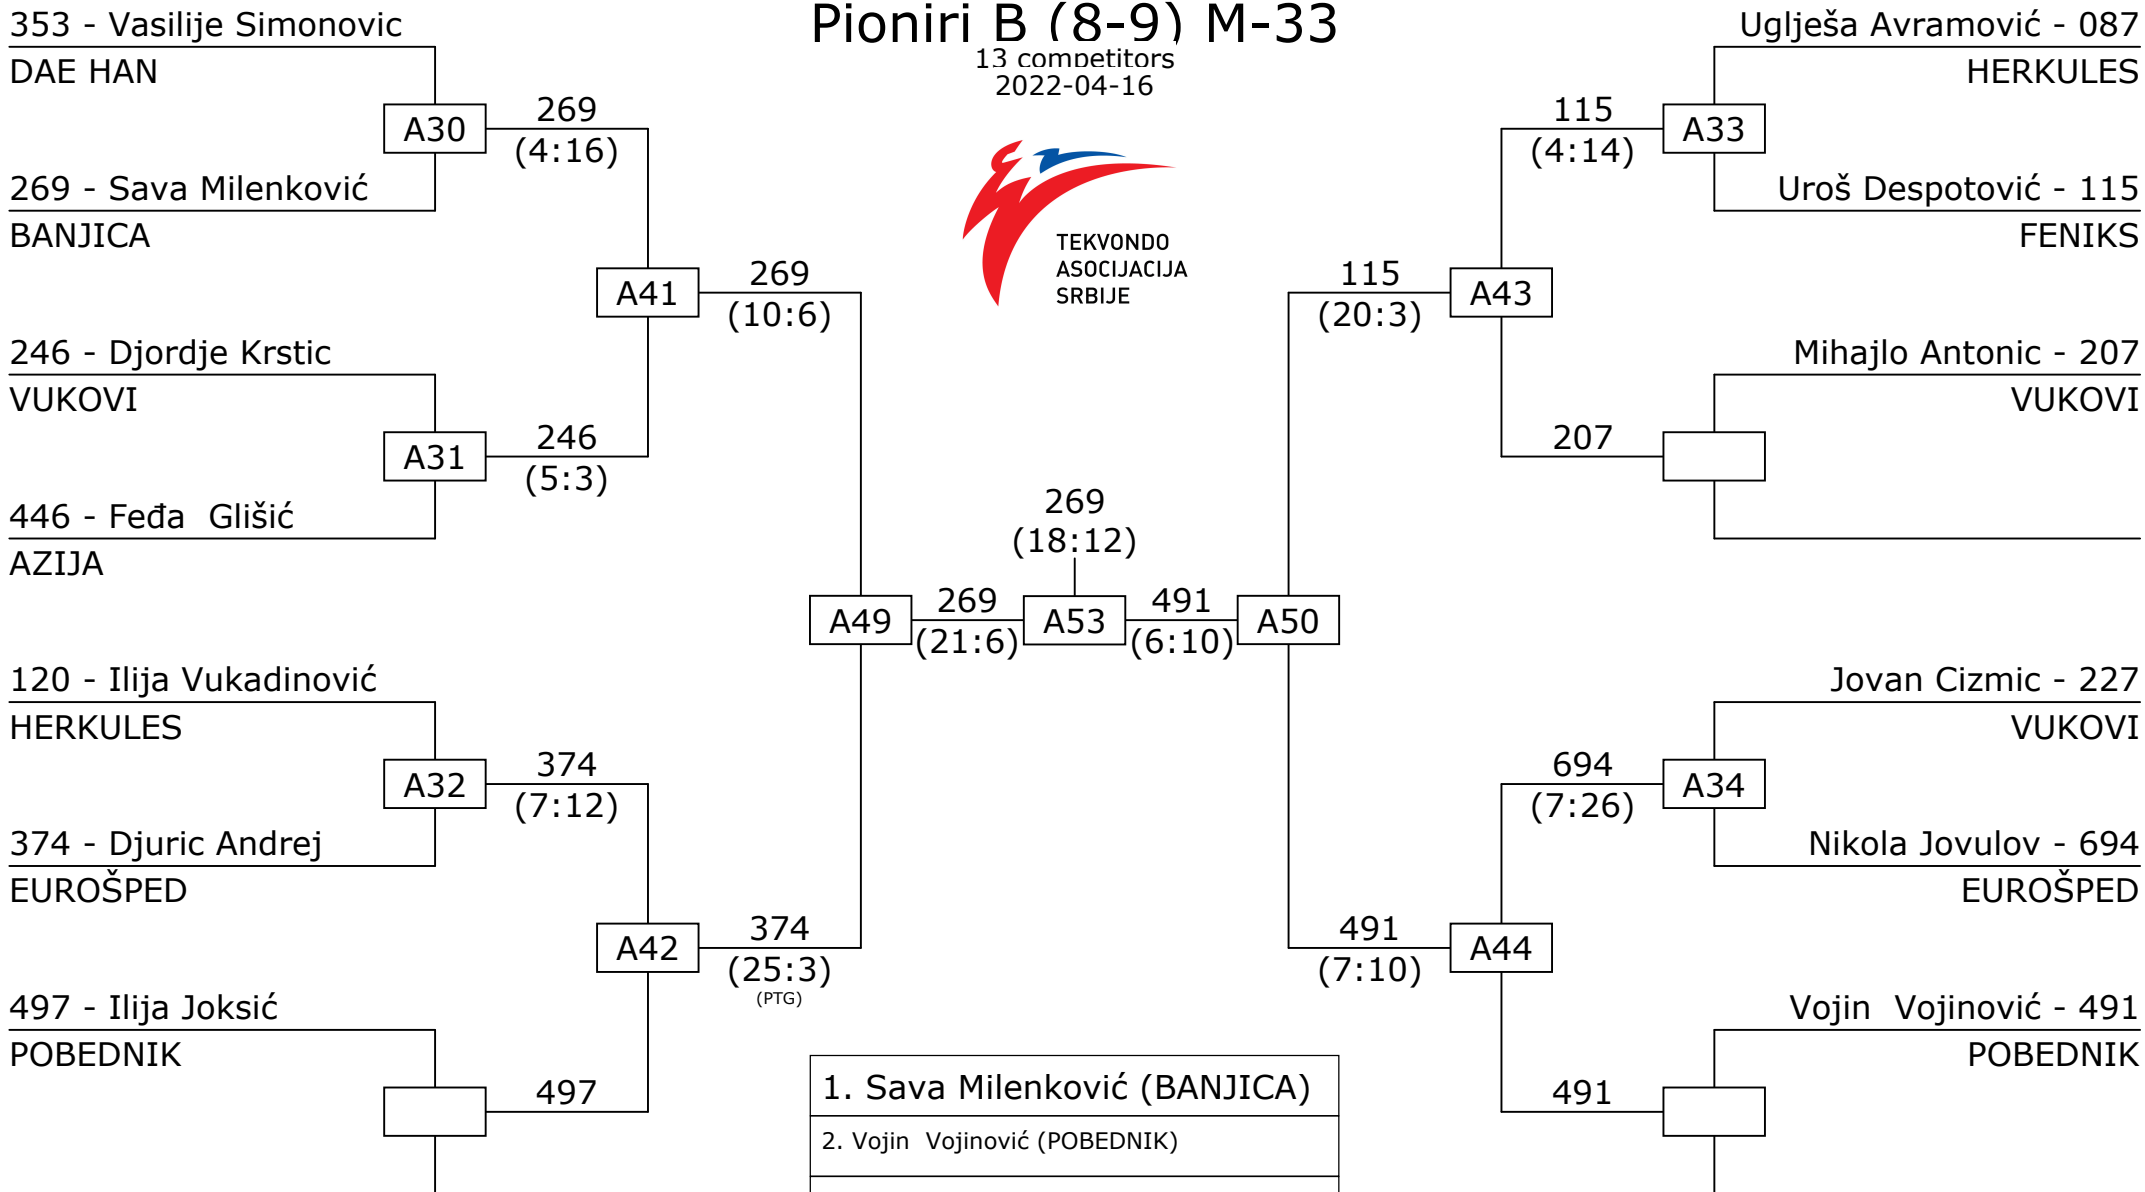 Pioniri B (8-9) M-33
13 competitors
2022-04-16
TEKVONDO
ASOCIJACIJA
SRBIJE
353 - Vasilije Simonovic
DAE HAN
A30
269
(4:16)
269 - Sava Milenković
BANJICA
A41
269
(10:6)
246 - Djordje Krstic
VUKOVI
A31
246
(5:3)
446 - Feđa  Glišić
AZIJA
120 - Ilija Vukadinović
HERKULES
A32
374
(7:12)
374 - Djuric Andrej
EUROŠPED
A42
374
(25:3)
(PTG)
497 - Ilija Joksić
POBEDNIK
497
A49
269
(21:6)
269
(18:12)
A53
491
(6:10)
A50
Uglješa Avramović - 087
HERKULES
115
(4:14)
A33
Uroš Despotović - 115
FENIKS
115
(20:3)
A43
Mihajlo Antonic - 207
VUKOVI
207
Jovan Cizmic - 227
VUKOVI
694
(7:26)
A34
Nikola Jovulov - 694
EUROŠPED
491
(7:10)
A44
Vojin  Vojinović - 491
POBEDNIK
491
1. Sava Milenković (BANJICA)
2. Vojin  Vojinović (POBEDNIK)